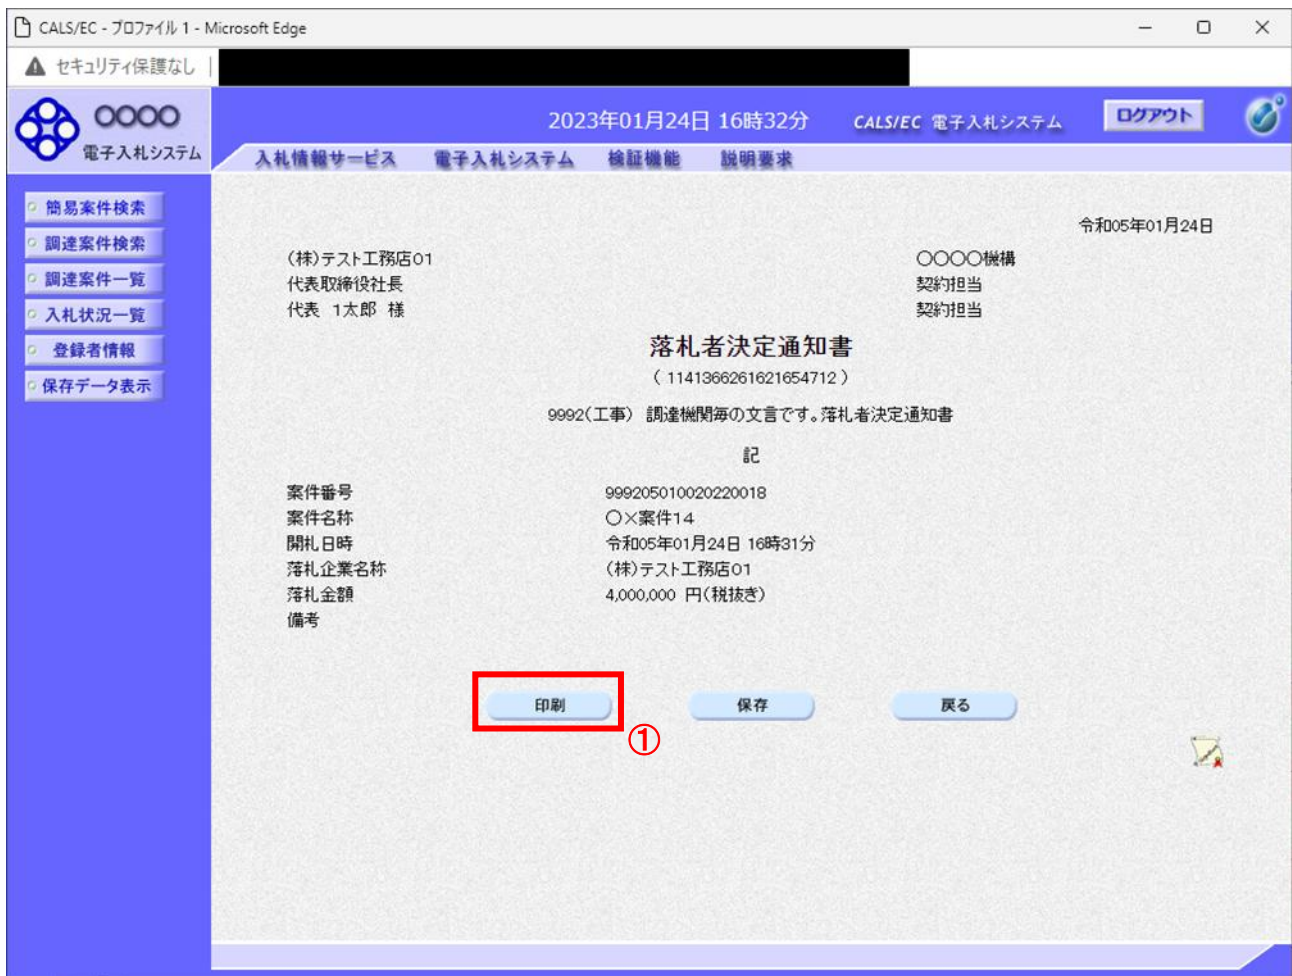 CALS/EC - プロファイル 1 - Microsoft Edge
セキュリティ保護なし
OOOO
電子入札システム
2023年01月24日 16時32分
CALS/EC 電子入札システム
ログアウト
入札情報サービス 電子入札システム 検証機能 説明要求
簡易案件検索
調達案件検索
調達案件一覧
入札状況一覧
登録者情報
保存データ表示
令和05年01月24日
(株)テスト工務店01
代表取締役社長
代表 1太郎 様
〇〇〇〇機構
契約担当
契約担当
落札者決定通知書
( 1141366261621654712 )
9992(工事) 調達機関毎の文言です。落札者決定通知書
記
案件番号 999205010020220018
案件名称 〇×案件14
開札日時 令和05年01月24日 16時31分
落札企業名称 (株)テスト工務店01
落札金額 4,000,000 円(税抜き)
備考
印刷 保存 戻る
①